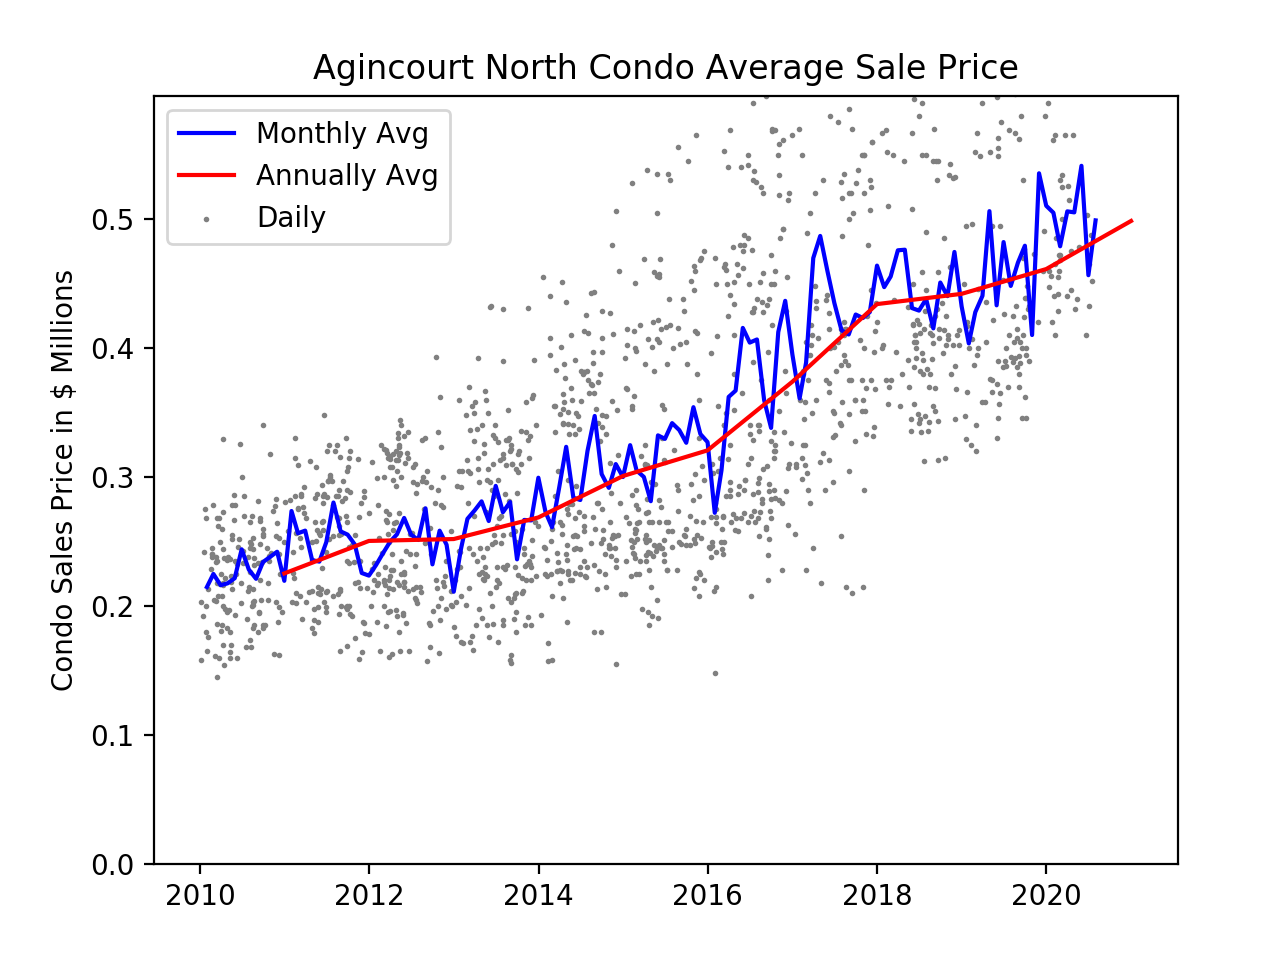 Agincourt North Condo Average Sale Price
Monthly Avg
Annually Avg
Daily
Condo Sales Price in $ Millions
0.5
0.4
0.3
0.2
0.1
0.0
2010 2012 2014 2016 2018 2020